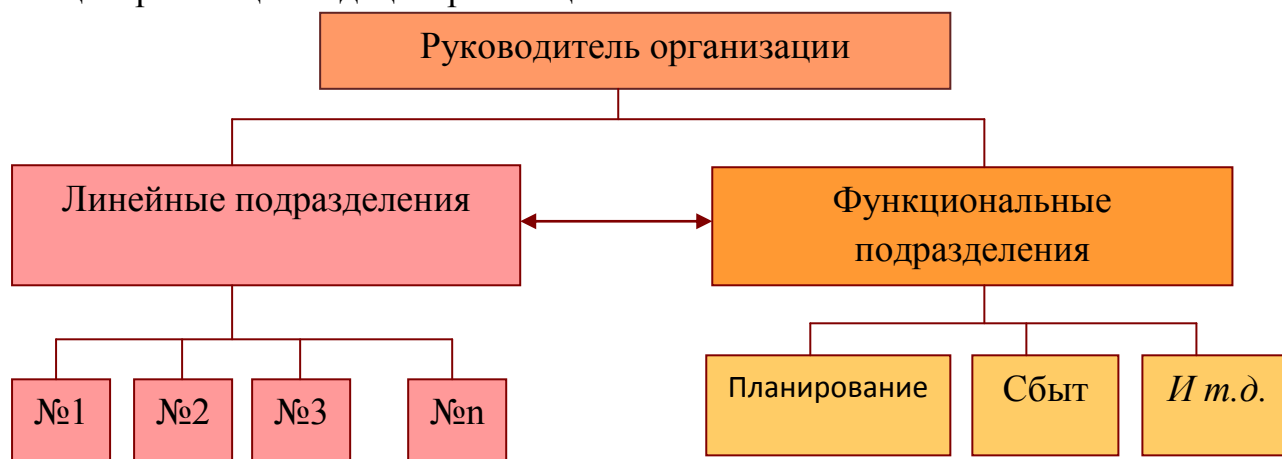 Руководитель организации
Линейные подразделения
Функциональные
подразделения
№1
№2
№3
№n
Планирование
Сбыт
И т.д.